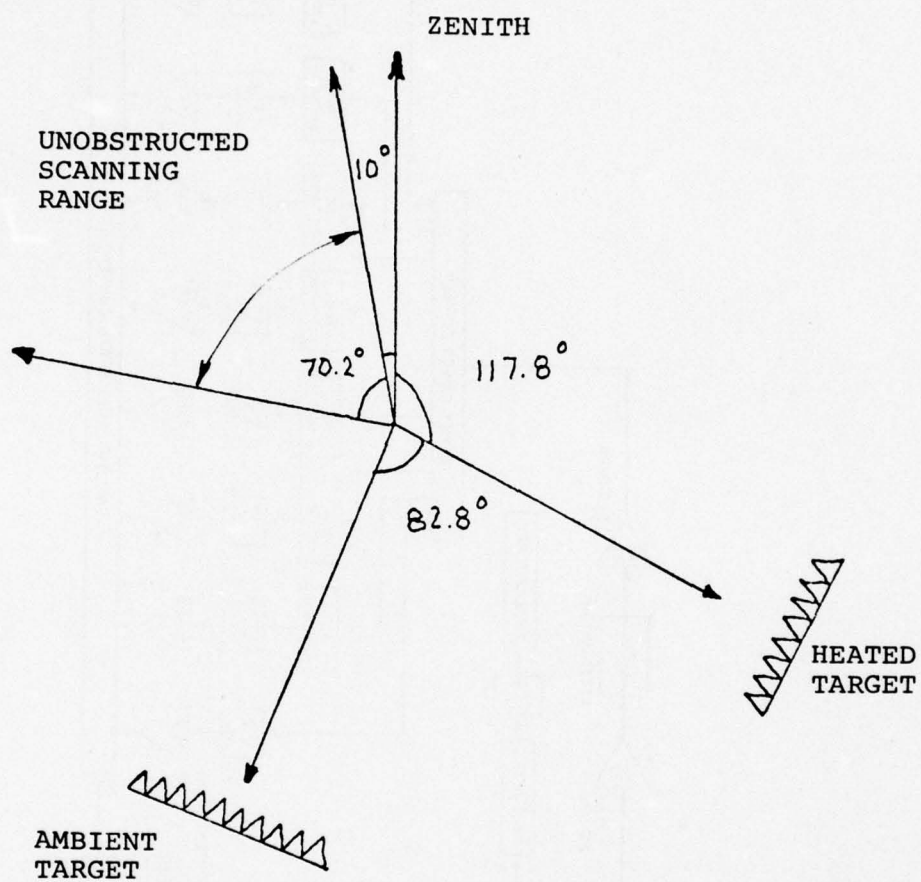 ZENITH
UNOBSTRUCTED
SCANNING
RANGE
10°
70.2°
117.8°
82.8°
HEATED
TARGET
AMBIENT
TARGET